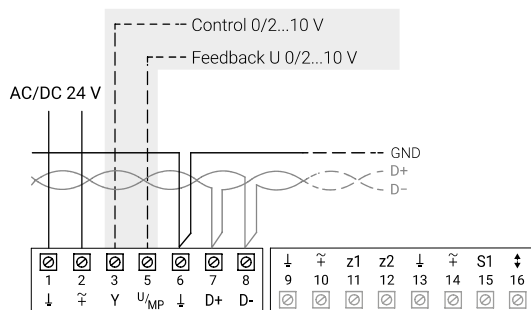 Control 0/2...10 V
Feedback U 0/2...10 V
AC/DC 24 V
GND
D+
D−
⏚ ~̲+ z1 z2 ⏚ ~̲+ S1
1 2 3 5 6 7 8 9 10 11 12 13 14 15 16
Y U/MP D+ D-